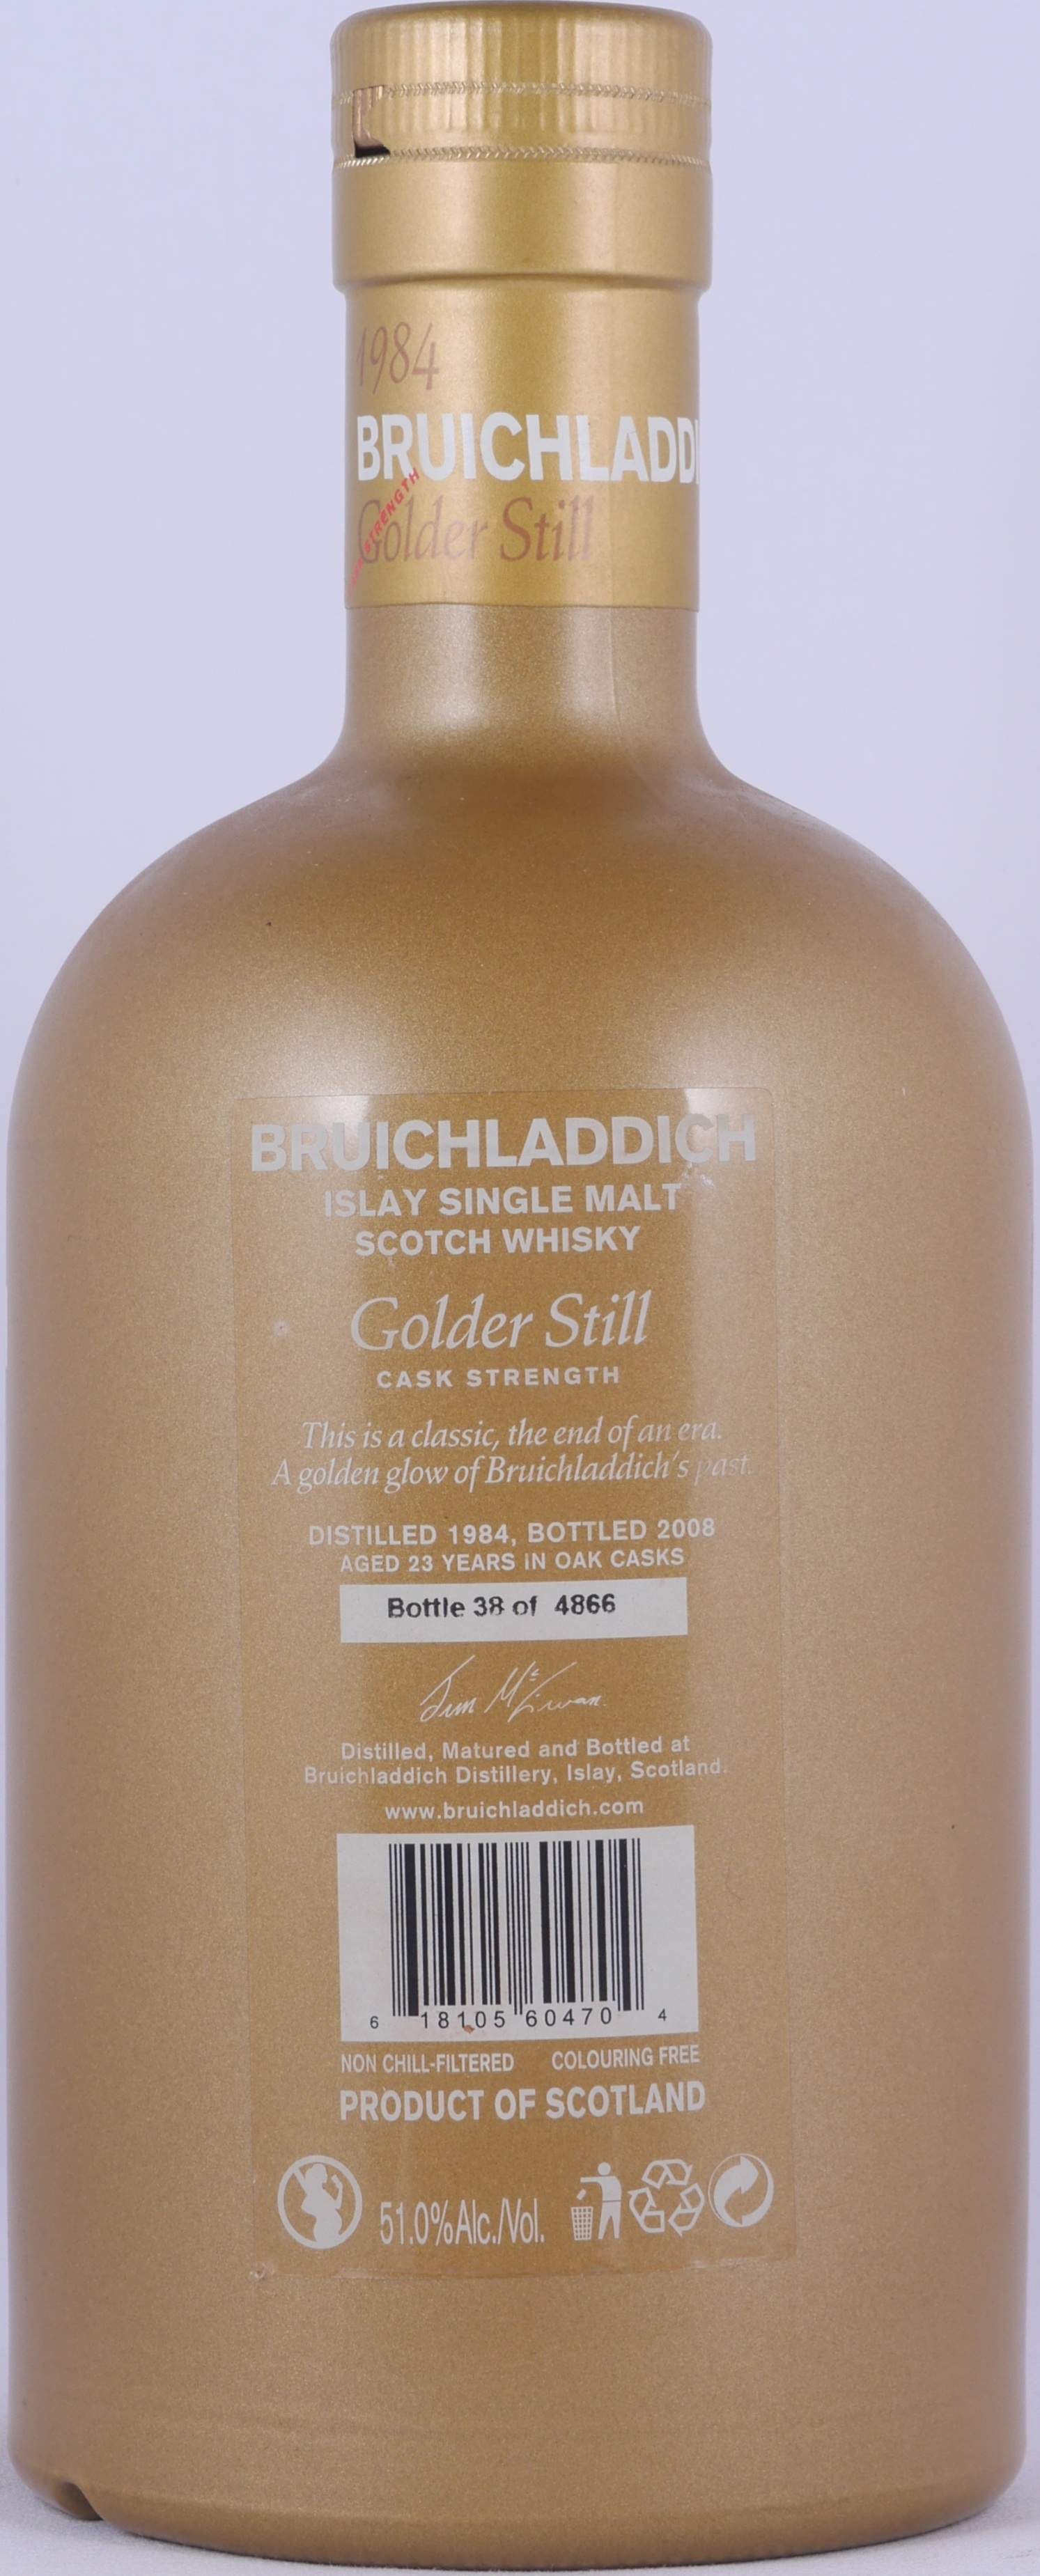 1984
BRUICHLADDI
STRENGTH
Golder Still
BRUICHLADDICH
ISLAY SINGLE MALT
SCOTCH WHISKY
Golder Still
CASK STRENGTH
This is a classic, the end of an era.
A golden glow of Bruichladdich's past.
DISTILLED 1984, BOTTLED 2008
AGED 23 YEARS IN OAK CASKS
Bottle 38 of 4866
Jim McEwan
Distilled, Matured and Bottled at
Bruichladdich Distillery, Islay, Scotland.
www.bruichladdich.com
6 18105 60470 4
NON CHILL-FILTERED COLOURING FREE
PRODUCT OF SCOTLAND
51.0%Alc./Vol.